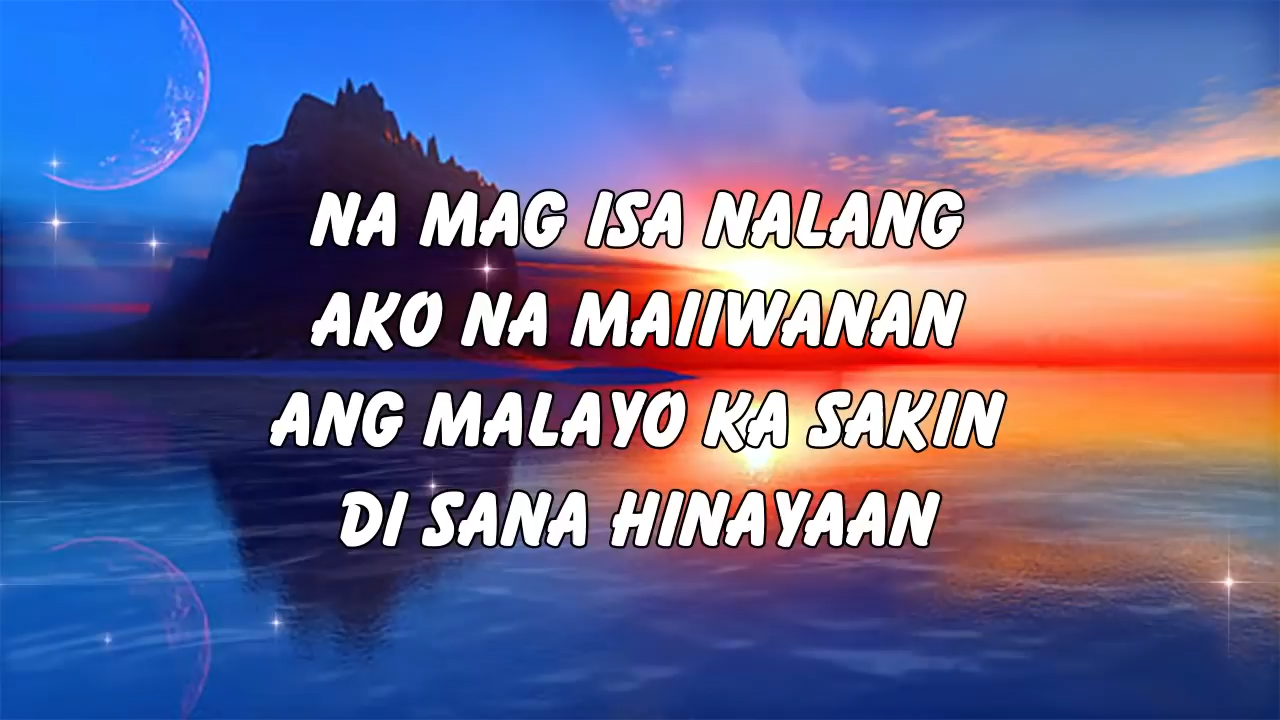 NA MAG ISA NALANG
AKO NA MAIIWANAN
ANG MALAYO KA SAKIN
DI SANA HINAYAAN